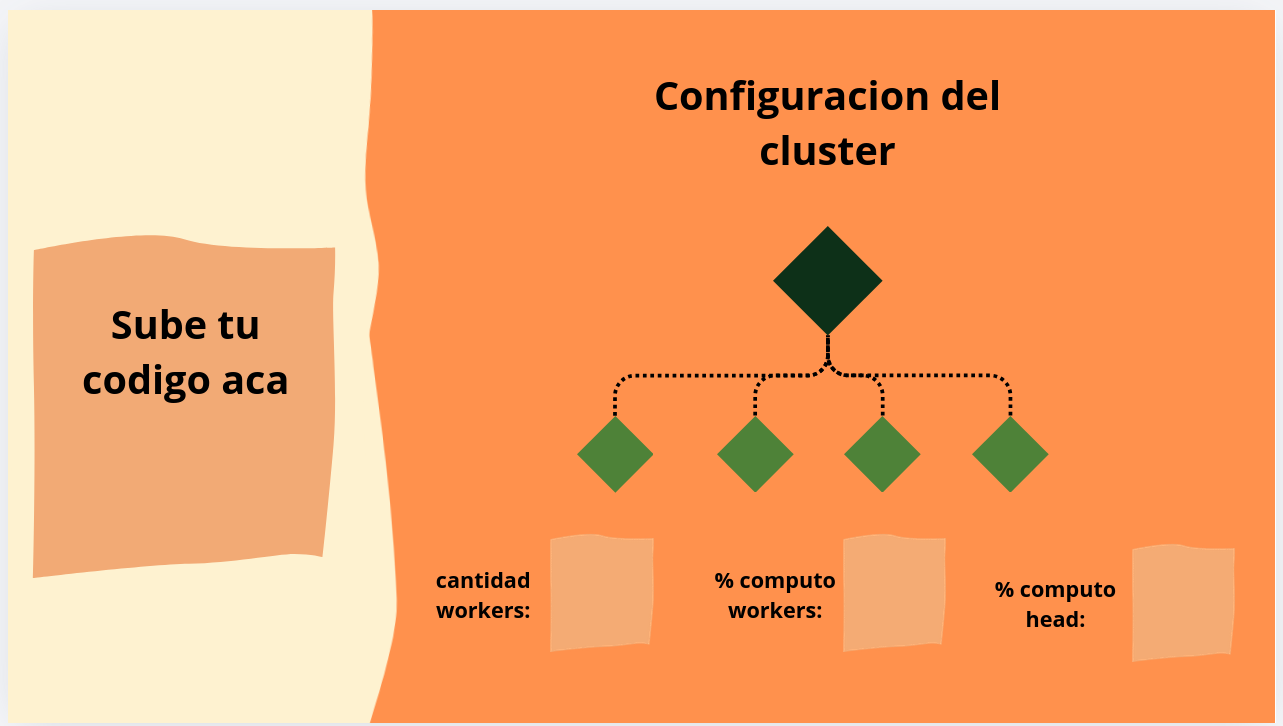 Sube tu
codigo aca
Configuracion del
cluster
cantidad
workers:
% computo
workers:
% computo
head: